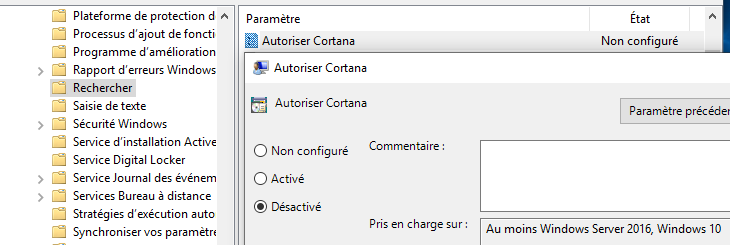 Plateforme de protection d
Processus d'ajout de foncti
Programme d'amélioration
Rapport d'erreurs Windows
Rechercher
Saisie de texte
Sécurité Windows
Service d'installation Active
Service Digital Locker
Service Journal des événem
Services Bureau à distance
Stratégies d'exécution auto
Synchroniser vos paramètre
Paramètre État
Autoriser Cortana Non configuré
Autoriser Cortana
Autoriser Cortana
Paramètre précéder
Non configuré
Activé
Désactivé
Commentaire :
Pris en charge sur :
Au moins Windows Server 2016, Windows 10